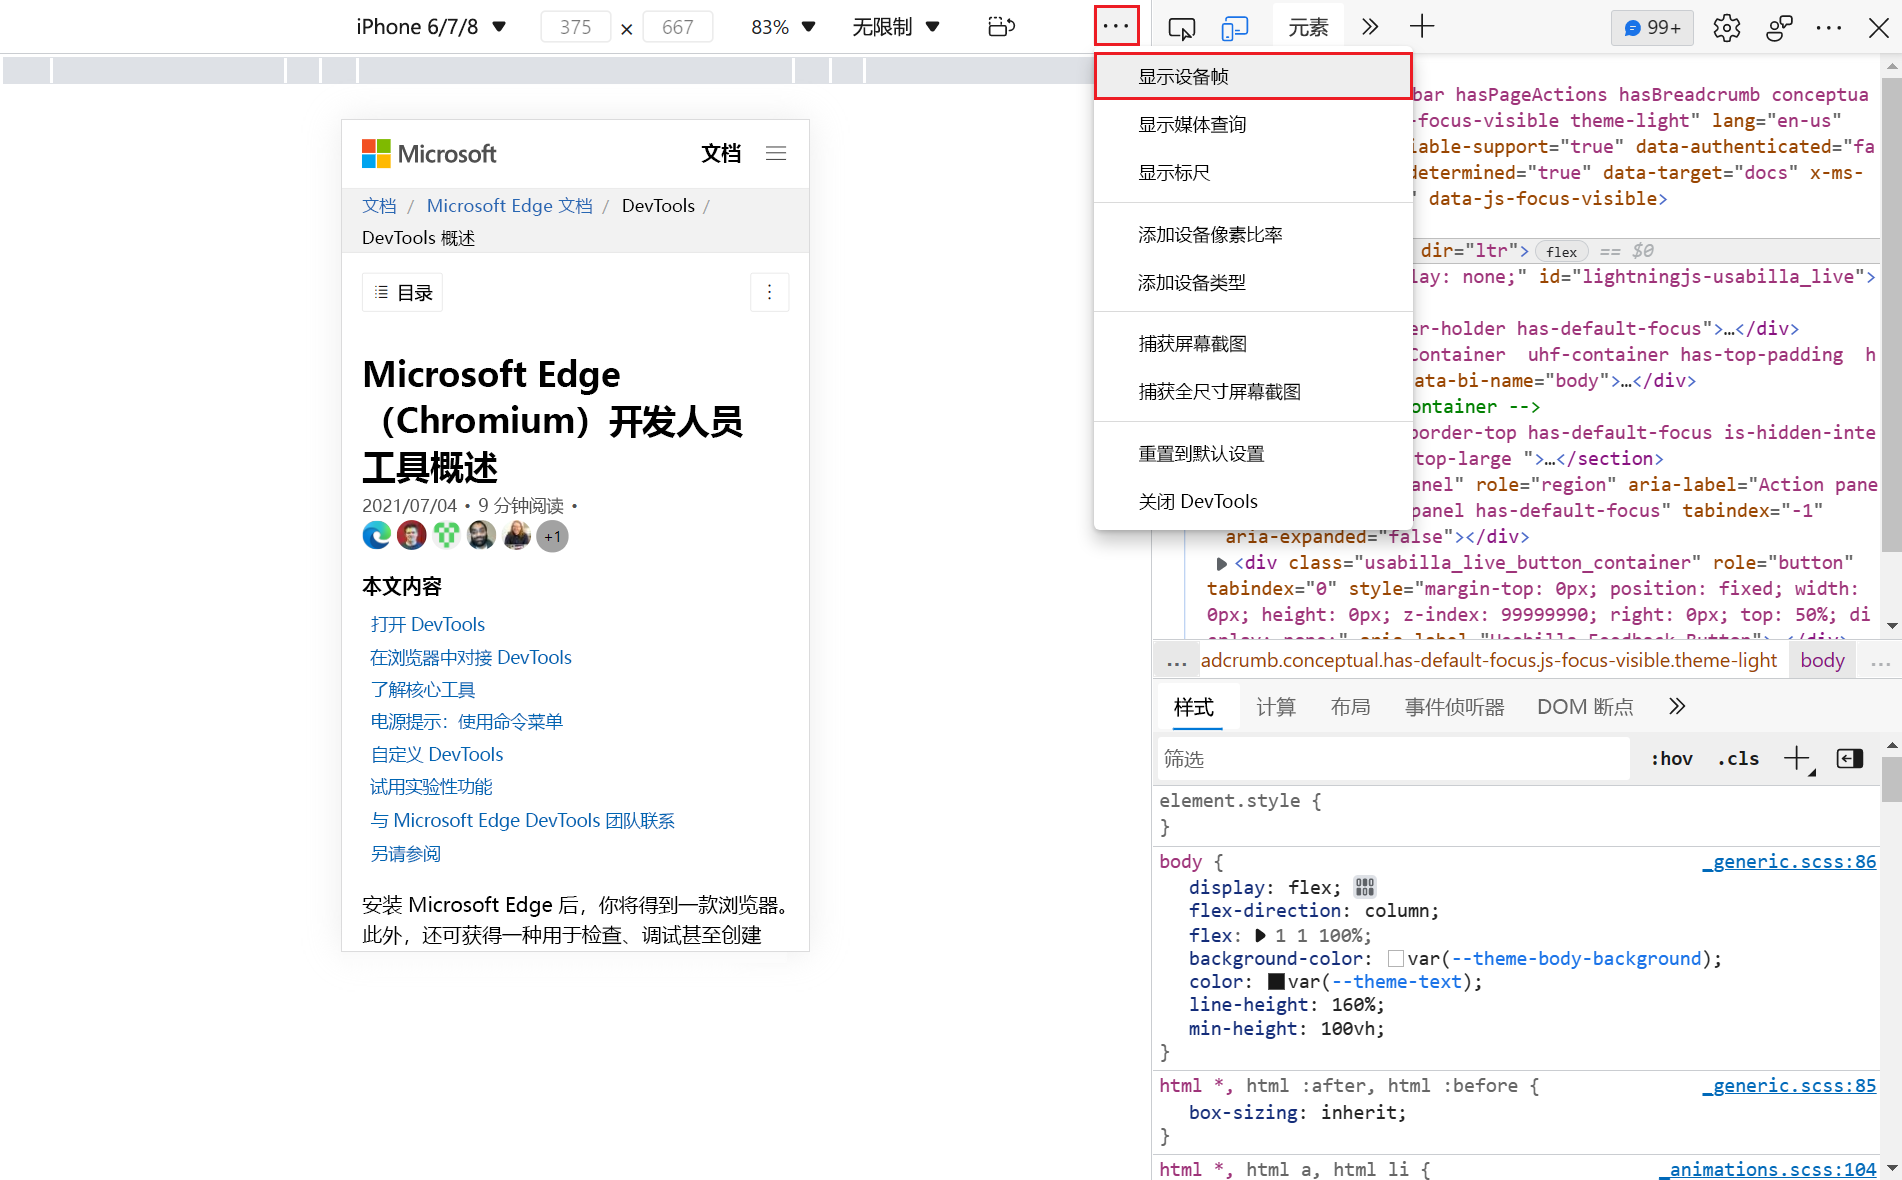 iPhone 6/7/8 ▼ 375 × 667 83% ▼ 无限制 ▼ ··· 元素 99+
Microsoft 文档
文档 / Microsoft Edge 文档 / DevTools /
DevTools 概述
目录
Microsoft Edge
（Chromium）开发人员
工具概述
2021/07/04 • 9 分钟阅读 •
+1
本文内容
打开 DevTools
在浏览器中对接 DevTools
了解核心工具
电源提示：使用命令菜单
自定义 DevTools
试用实验性功能
与 Microsoft Edge DevTools 团队联系
另请参阅
安装 Microsoft Edge 后，你将得到一款浏览器。
此外，还可获得一种用于检查、调试甚至创建
显示设备帧
显示媒体查询
显示标尺
添加设备像素比率
添加设备类型
捕获屏幕截图
捕获全尺寸屏幕截图
重置到默认设置
关闭 DevTools
bar hasPageActions hasBreadcrumb conceptua
-focus-visible theme-light" lang="en-us"
iable-support="true" data-authenticated="fa
determined="true" data-target="docs" x-ms-
" data-js-focus-visible>
dir="ltr"> flex == $0
lay: none;" id="lightningjs-usabilla_live">
er-holder has-default-focus">…</div>
Container uhf-container has-top-padding h
ata-bi-name="body">…</div>
ontainer -->
border-top has-default-focus is-hidden-inte
top-large ">…</section>
anel" role="region" aria-label="Action pane
panel has-default-focus" tabindex="-1"
aria-expanded="false"></div>
<div class="usabilla_live_button_container" role="button"
tabindex="0" style="margin-top: 0px; position: fixed; width:
0px; height: 0px; z-index: 99999990; right: 0px; top: 50%; di
splay: none;" aria-label="Usabilla Feedback Button">…</div>
... adcrumb.conceptual.has-default-focus.js-focus-visible.theme-light body ...
样式 计算 布局 事件侦听器 DOM 断点
筛选 :hov .cls
element.style {
}
body { _generic.scss:86
display: flex;
flex-direction: column;
flex: 1 1 100%;
background-color: var(--theme-body-background);
color: var(--theme-text);
line-height: 160%;
min-height: 100vh;
}
html *, html :after, html :before { _generic.scss:85
box-sizing: inherit;
}
html *, html a, html li { _animations.scss:104